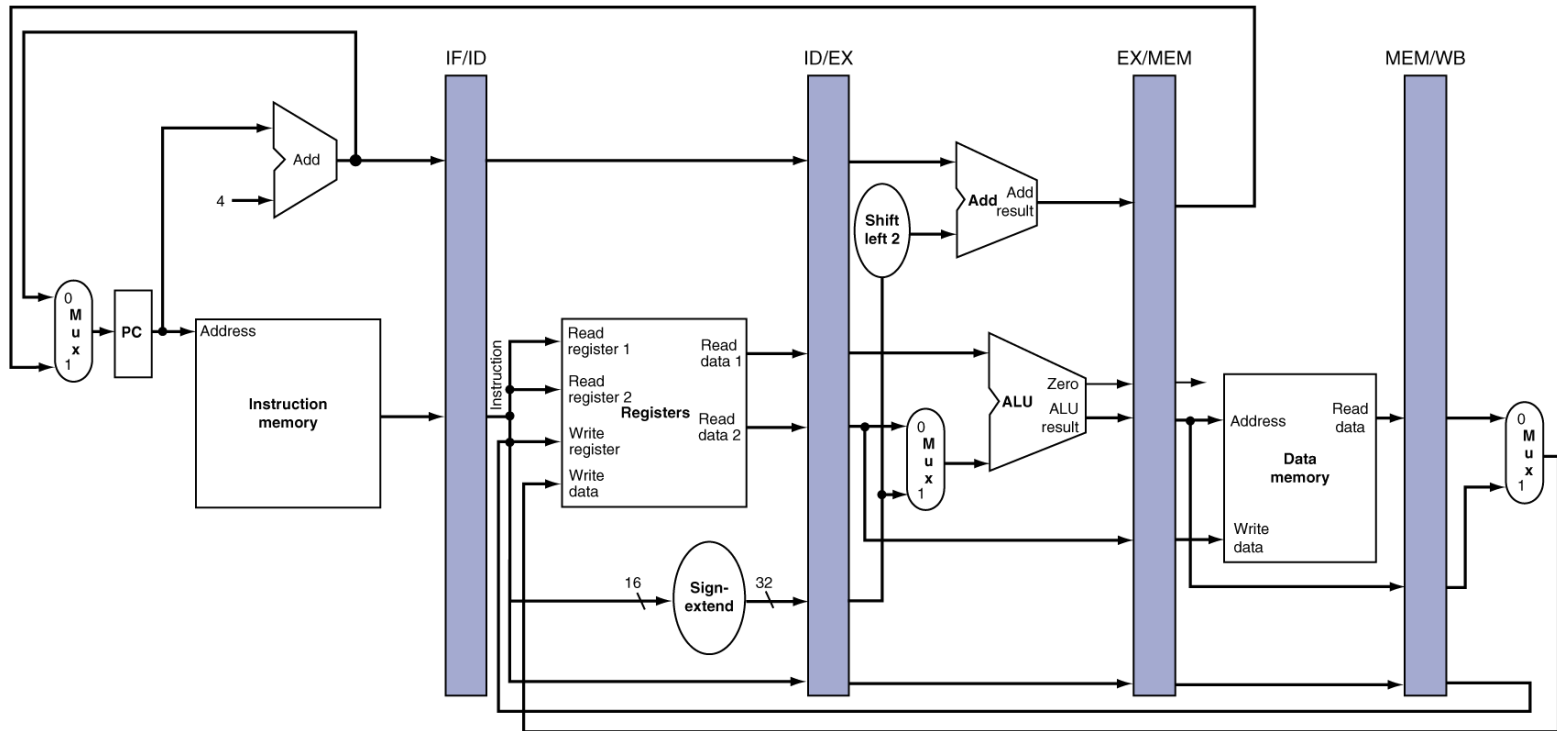 IF/ID
ID/EX
EX/MEM
MEM/WB
Add
4
Shift
left 2
Add
Add
result
0
M
u
x
1
PC
Address
Instruction
memory
Instruction
Read
register 1
Read
register 2
Registers
Write
register
Write
data
Read
data 1
Read
data 2
16
Sign-
extend
32
0
M
u
x
1
ALU
Zero
ALU
result
Address
Read
data
Data
memory
Write
data
0
M
u
x
1